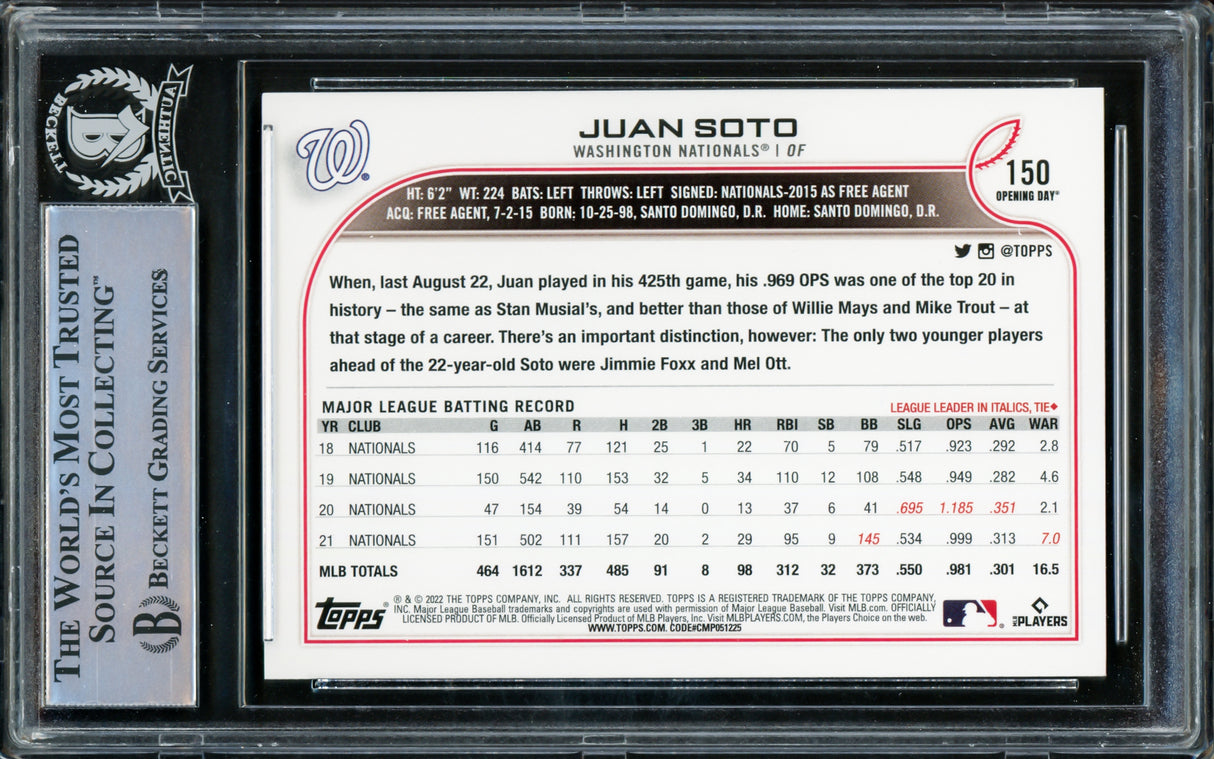 BECKETT AUTHENTIC
B
THE WORLD'S MOST TRUSTED
SOURCE IN COLLECTING™
B BECKETT GRADING SERVICES
W®
JUAN SOTO
WASHINGTON NATIONALS® | OF
150
OPENING DAY®
HT: 6'2" WT: 224 BATS: LEFT THROWS: LEFT SIGNED: NATIONALS-2015 AS FREE AGENT
ACQ: FREE AGENT, 7-2-15 BORN: 10-25-98, SANTO DOMINGO, D.R. HOME: SANTO DOMINGO, D.R.
@TOPPS
When, last August 22, Juan played in his 425th game, his .969 OPS was one of the top 20 in
history – the same as Stan Musial's, and better than those of Willie Mays and Mike Trout – at
that stage of a career. There's an important distinction, however: The only two younger players
ahead of the 22-year-old Soto were Jimmie Foxx and Mel Ott.
MAJOR LEAGUE BATTING RECORD LEAGUE LEADER IN ITALICS, TIE◆
YR CLUB G AB R H 2B 3B HR RBI SB BB SLG OPS AVG WAR
18 NATIONALS 116 414 77 121 25 1 22 70 5 79 .517 .923 .292 2.8
19 NATIONALS 150 542 110 153 32 5 34 110 12 108 .548 .949 .282 4.6
20 NATIONALS 47 154 39 54 14 0 13 37 6 41 .695 1.185 .351 2.1
21 NATIONALS 151 502 111 157 20 2 29 95 9 145 .534 .999 .313 7.0
MLB TOTALS 464 1612 337 485 91 8 98 312 32 373 .550 .981 .301 16.5
topps®
® & © 2022 THE TOPPS COMPANY, INC. ALL RIGHTS RESERVED. TOPPS IS A REGISTERED TRADEMARK OF THE TOPPS COMPANY,
INC. Major League Baseball trademarks and copyrights are used with permission of Major League Baseball. Visit MLB.com. OFFICIALLY
LICENSED PRODUCT OF MLB. Officially Licensed Product of MLB Players, Inc. Visit MLBPLAYERS.COM, the Players Choice on the web.
WWW.TOPPS.COM. CODE#CMP051225
MLB PLAYERS